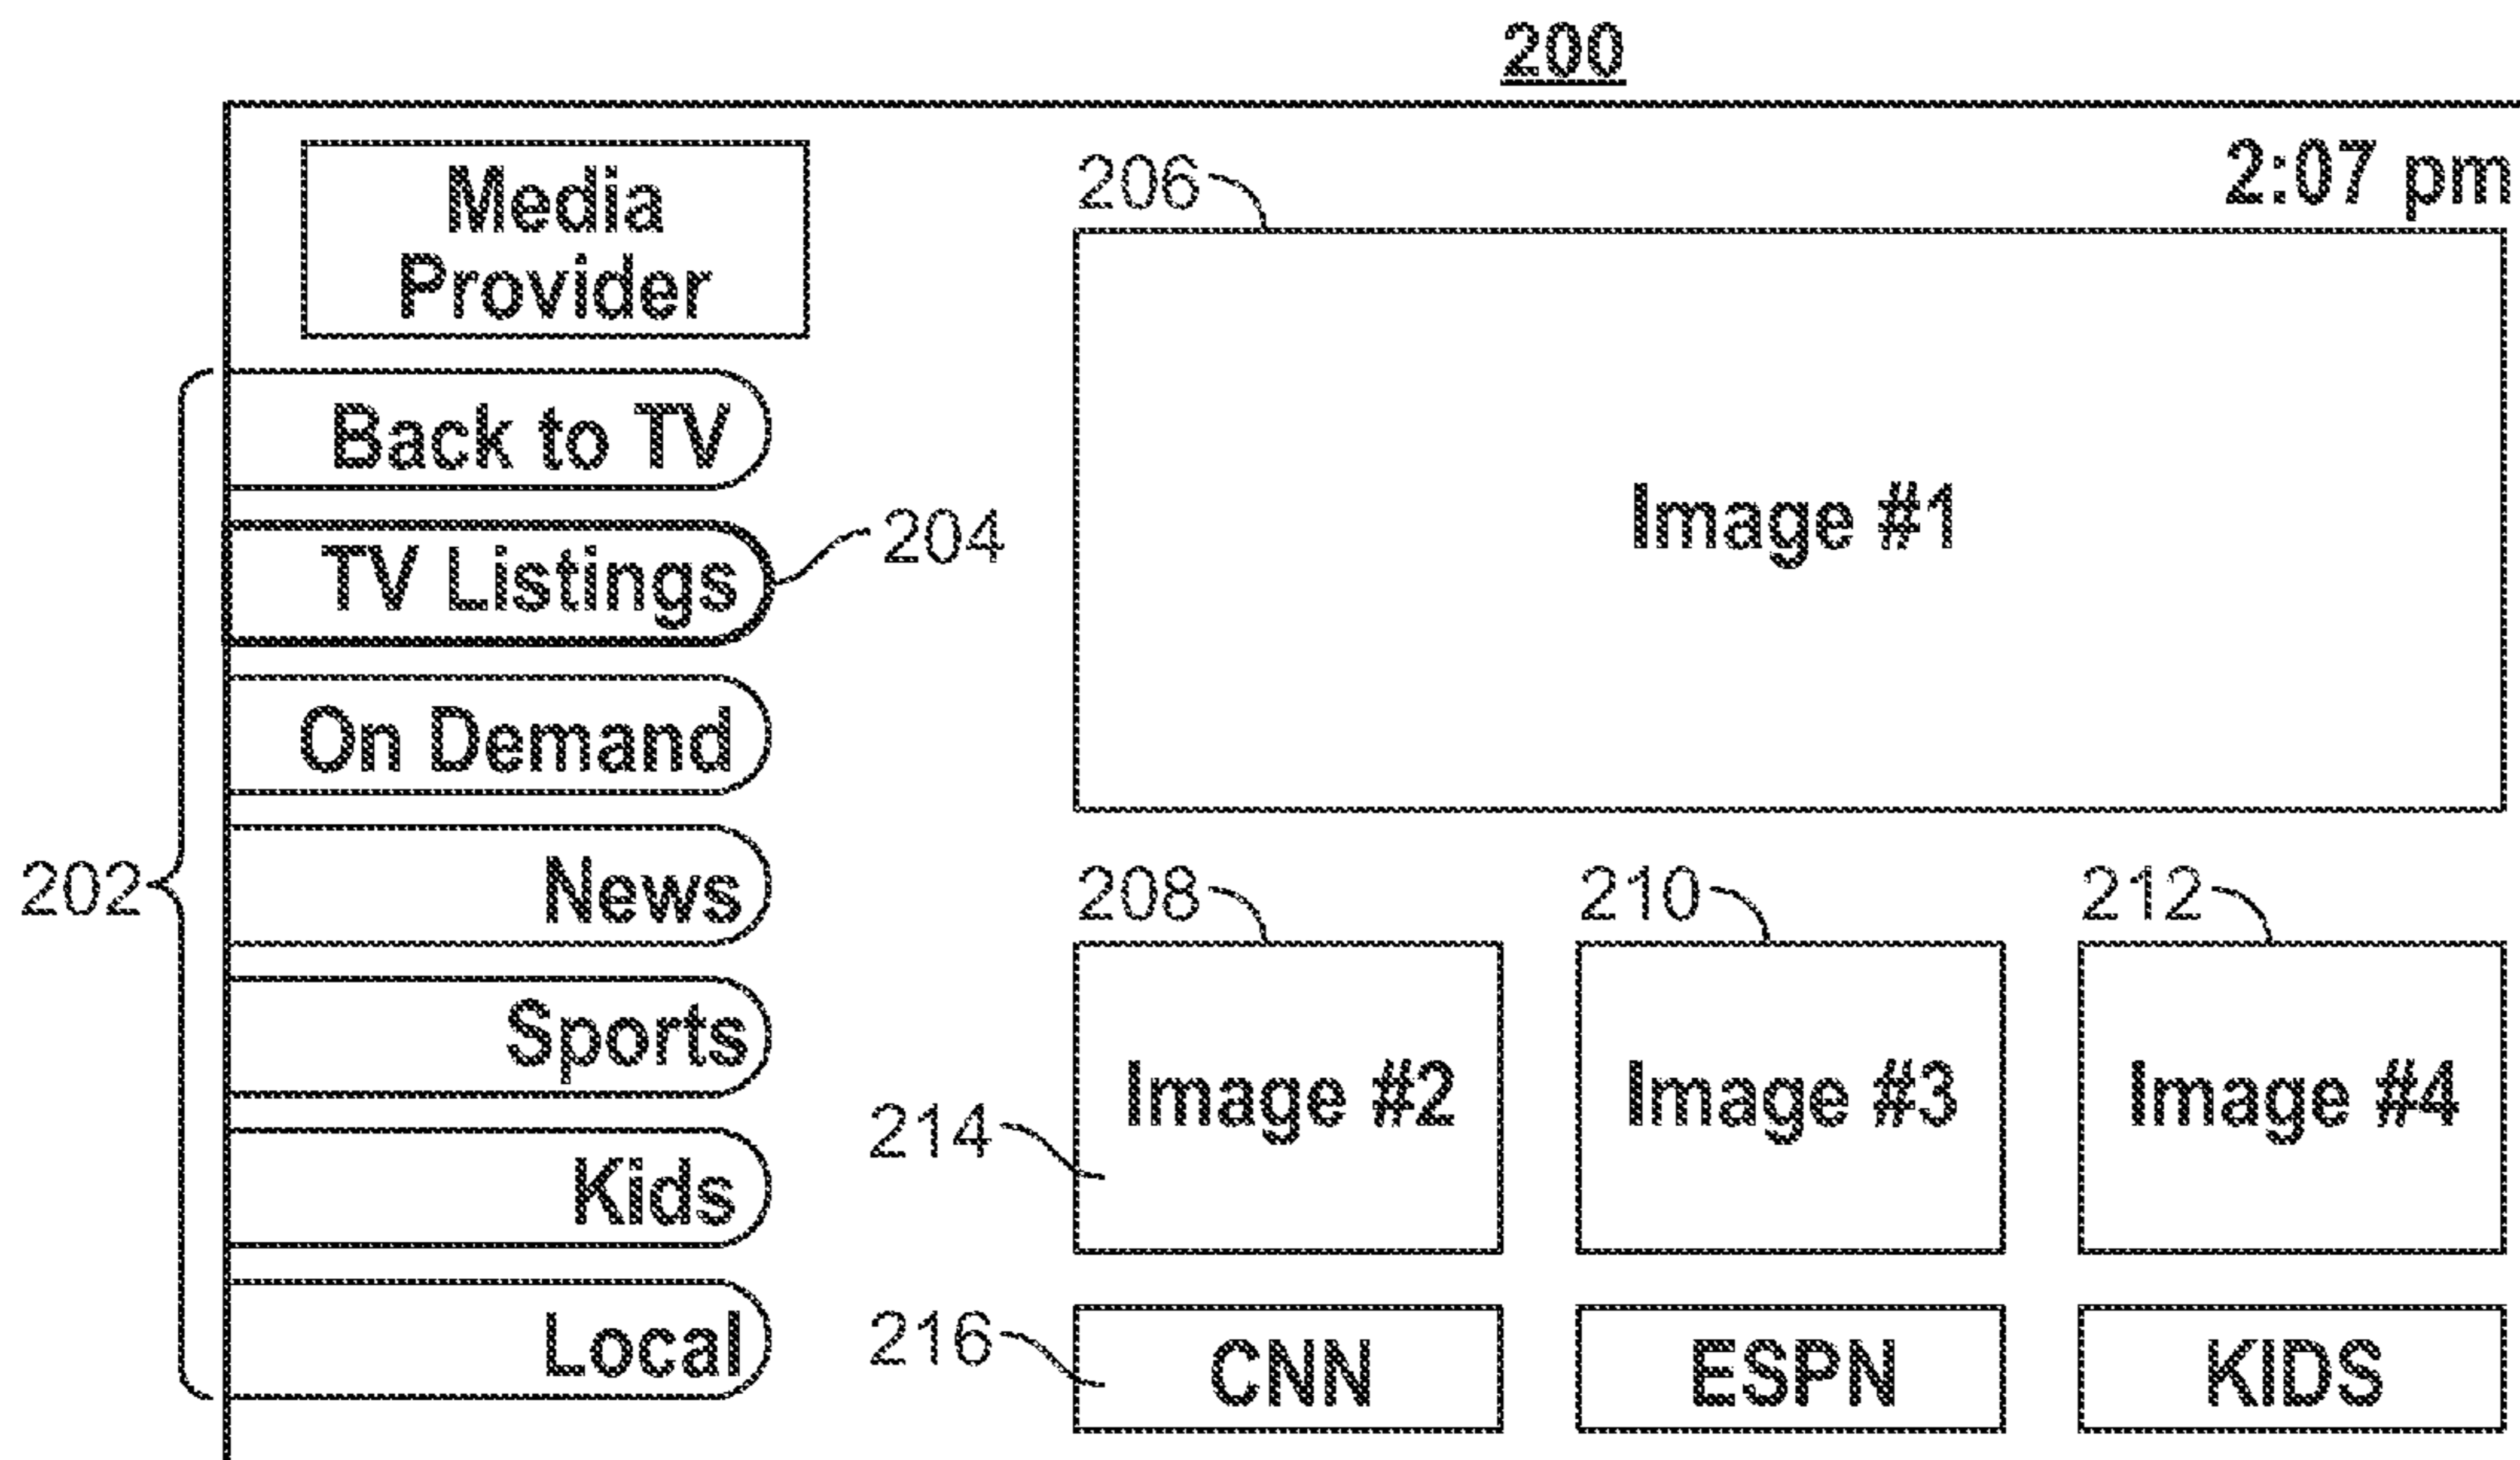 200
2:07 pm
Media
Provider
206
Back to TV
Image #1
TV Listings
204
On Demand
202
News
208
210
212
Sports
Image #2
Image #3
Image #4
214
Kids
216
Local
CNN
ESPN
KIDS